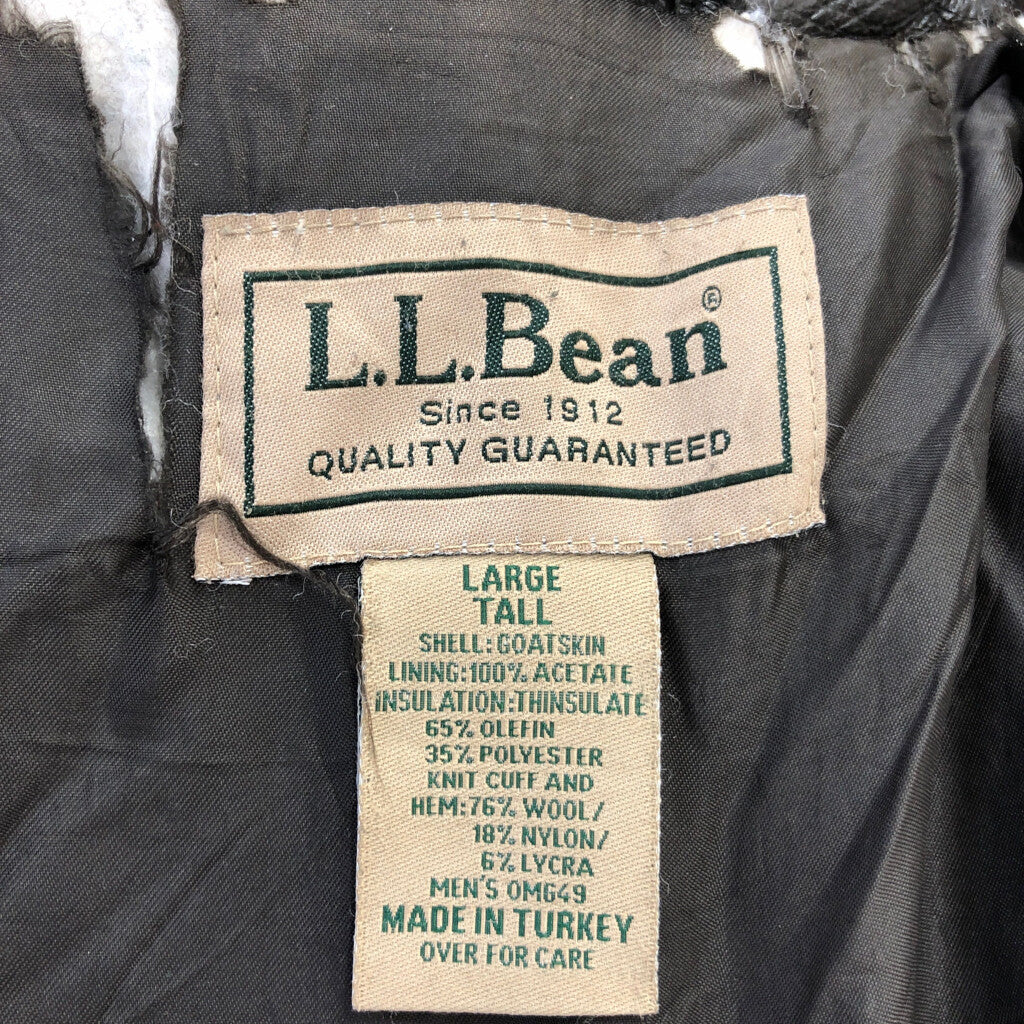 L.L.Bean®
Since 1912
QUALITY GUARANTEED
LARGE
TALL
SHELL:GOATSKIN
LINING:100% ACETATE
INSULATION:THINSULATE
65% OLEFIN
35% POLYESTER
KNIT CUFF AND
HEM:76% WOOL/
18% NYLON/
6% LYCRA
MEN'S OMG49
MADE IN TURKEY
OVER FOR CARE